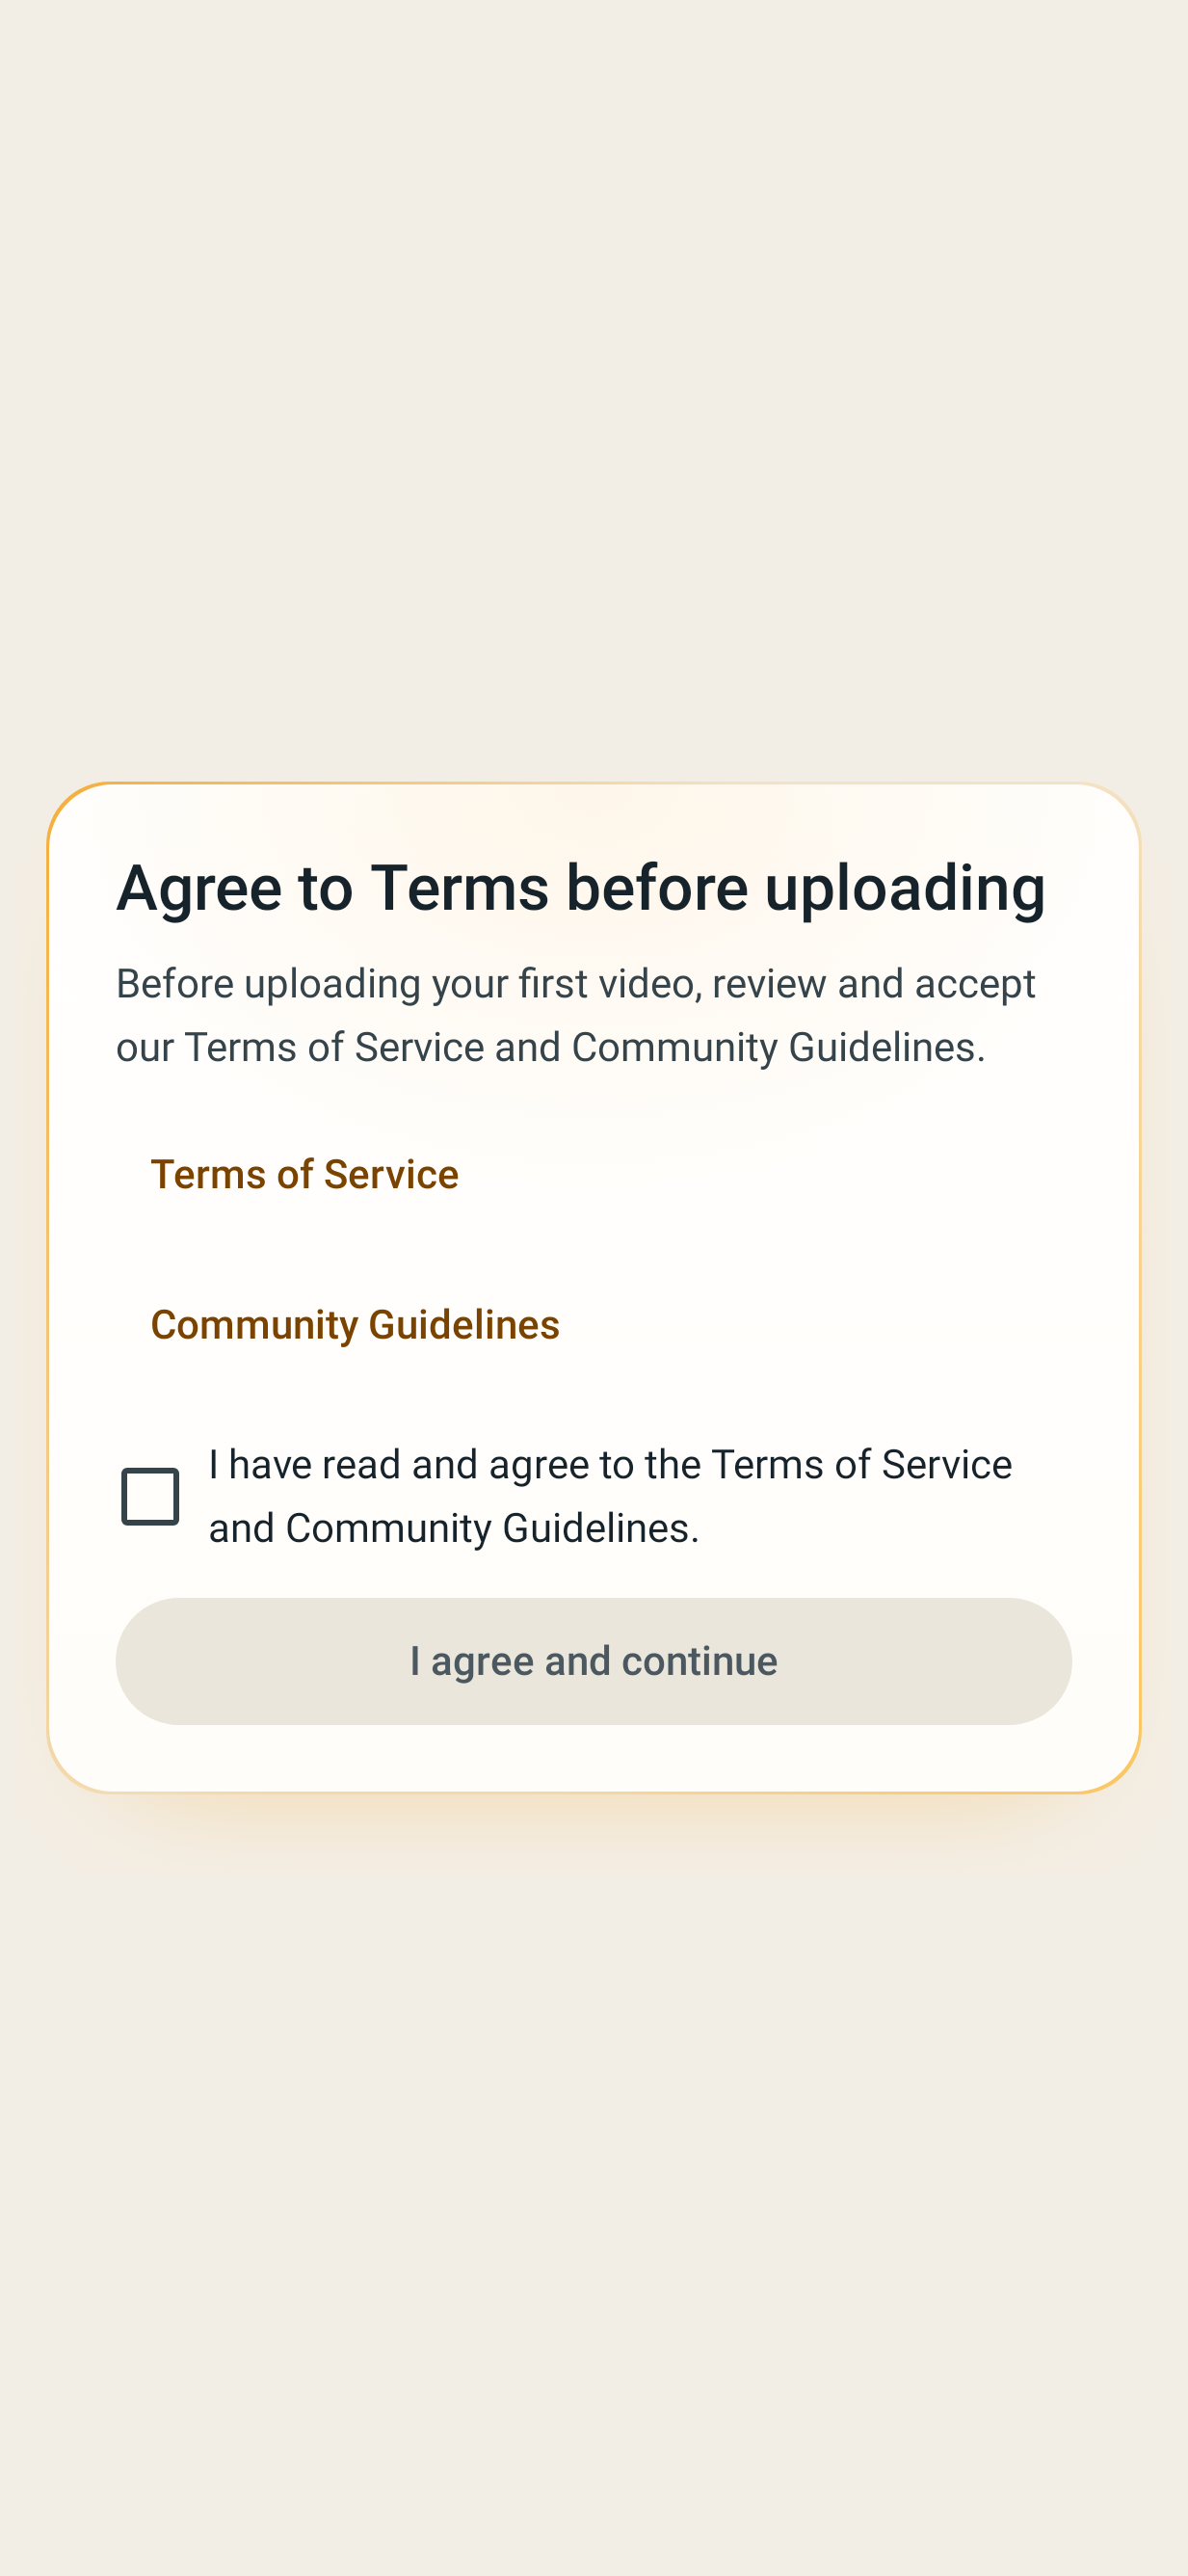 Agree to Terms before uploading
Before uploading your first video, review and accept
our Terms of Service and Community Guidelines.
Terms of Service
Community Guidelines
I have read and agree to the Terms of Service
and Community Guidelines.
I agree and continue